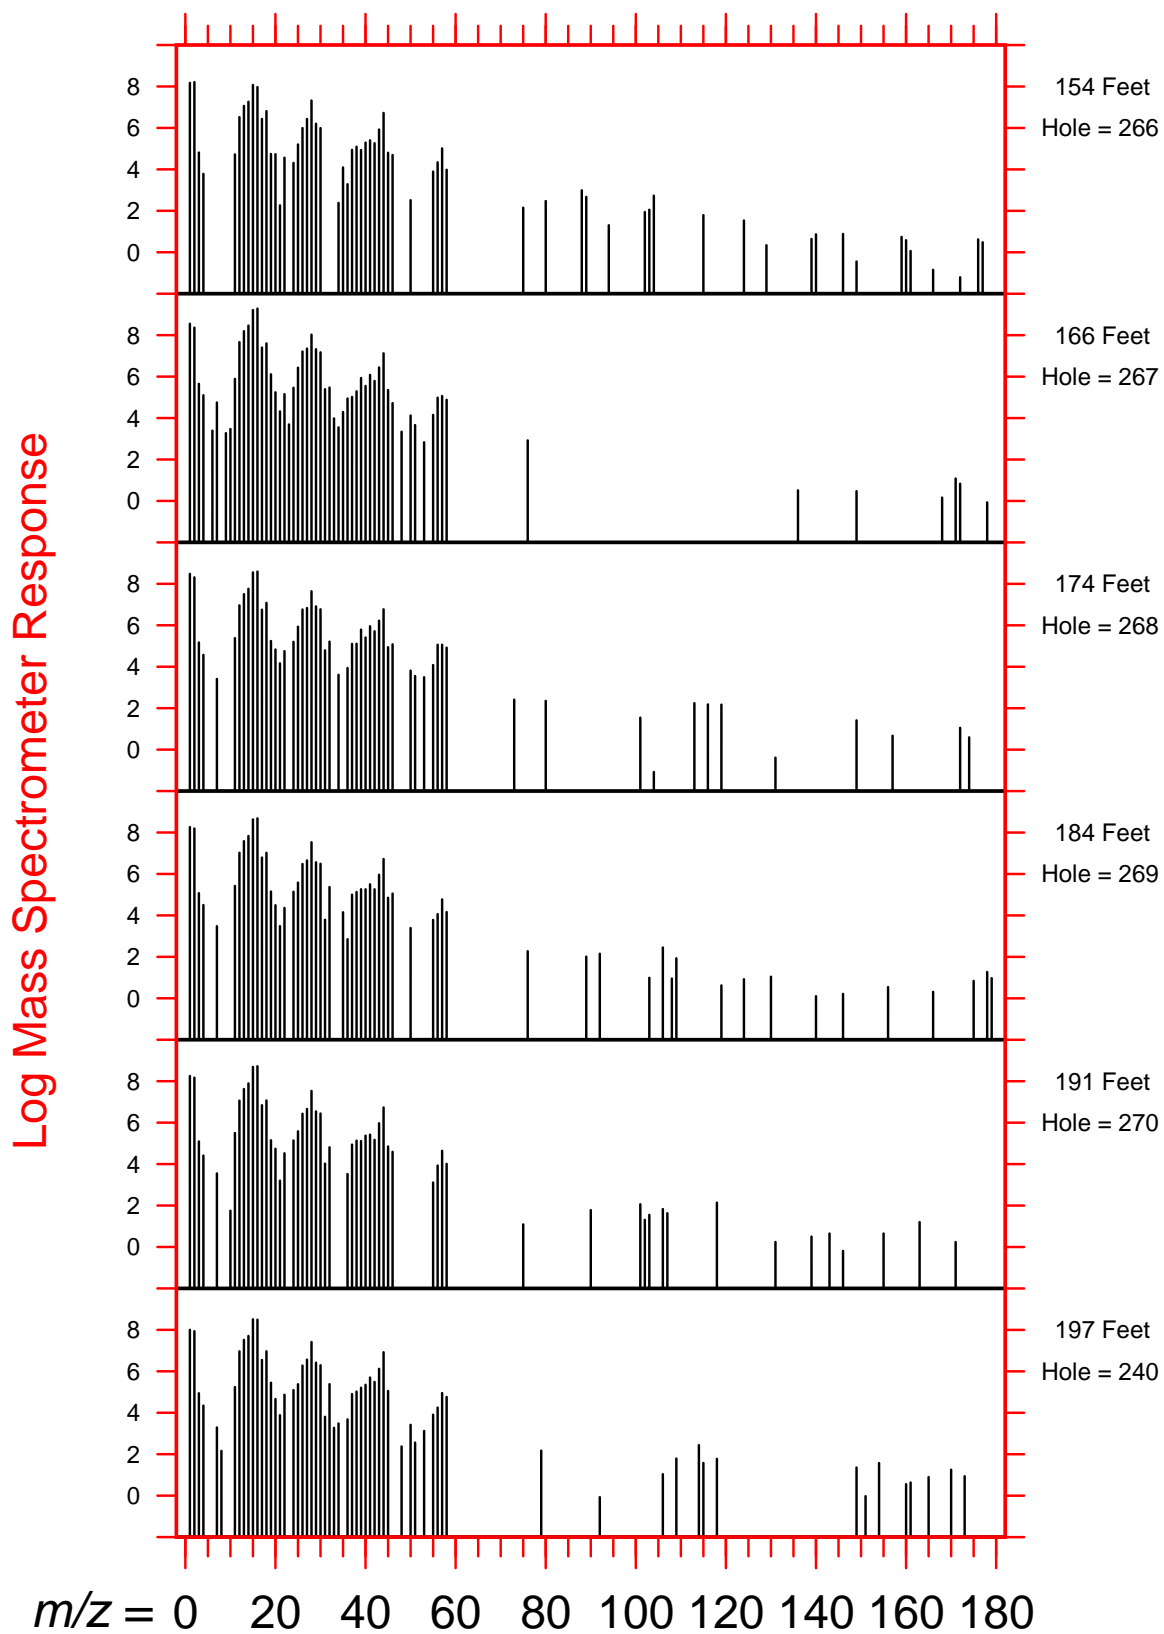 8
6
4
2
0
154 Feet
Hole = 266
8
6
4
2
0
166 Feet
Hole = 267
8
6
4
2
0
174 Feet
Hole = 268
8
6
4
2
0
184 Feet
Hole = 269
8
6
4
2
0
191 Feet
Hole = 270
8
6
4
2
0
197 Feet
Hole = 240
Log Mass Spectrometer Response
m/z = 0 20 40 60 80 100 120 140 160 180